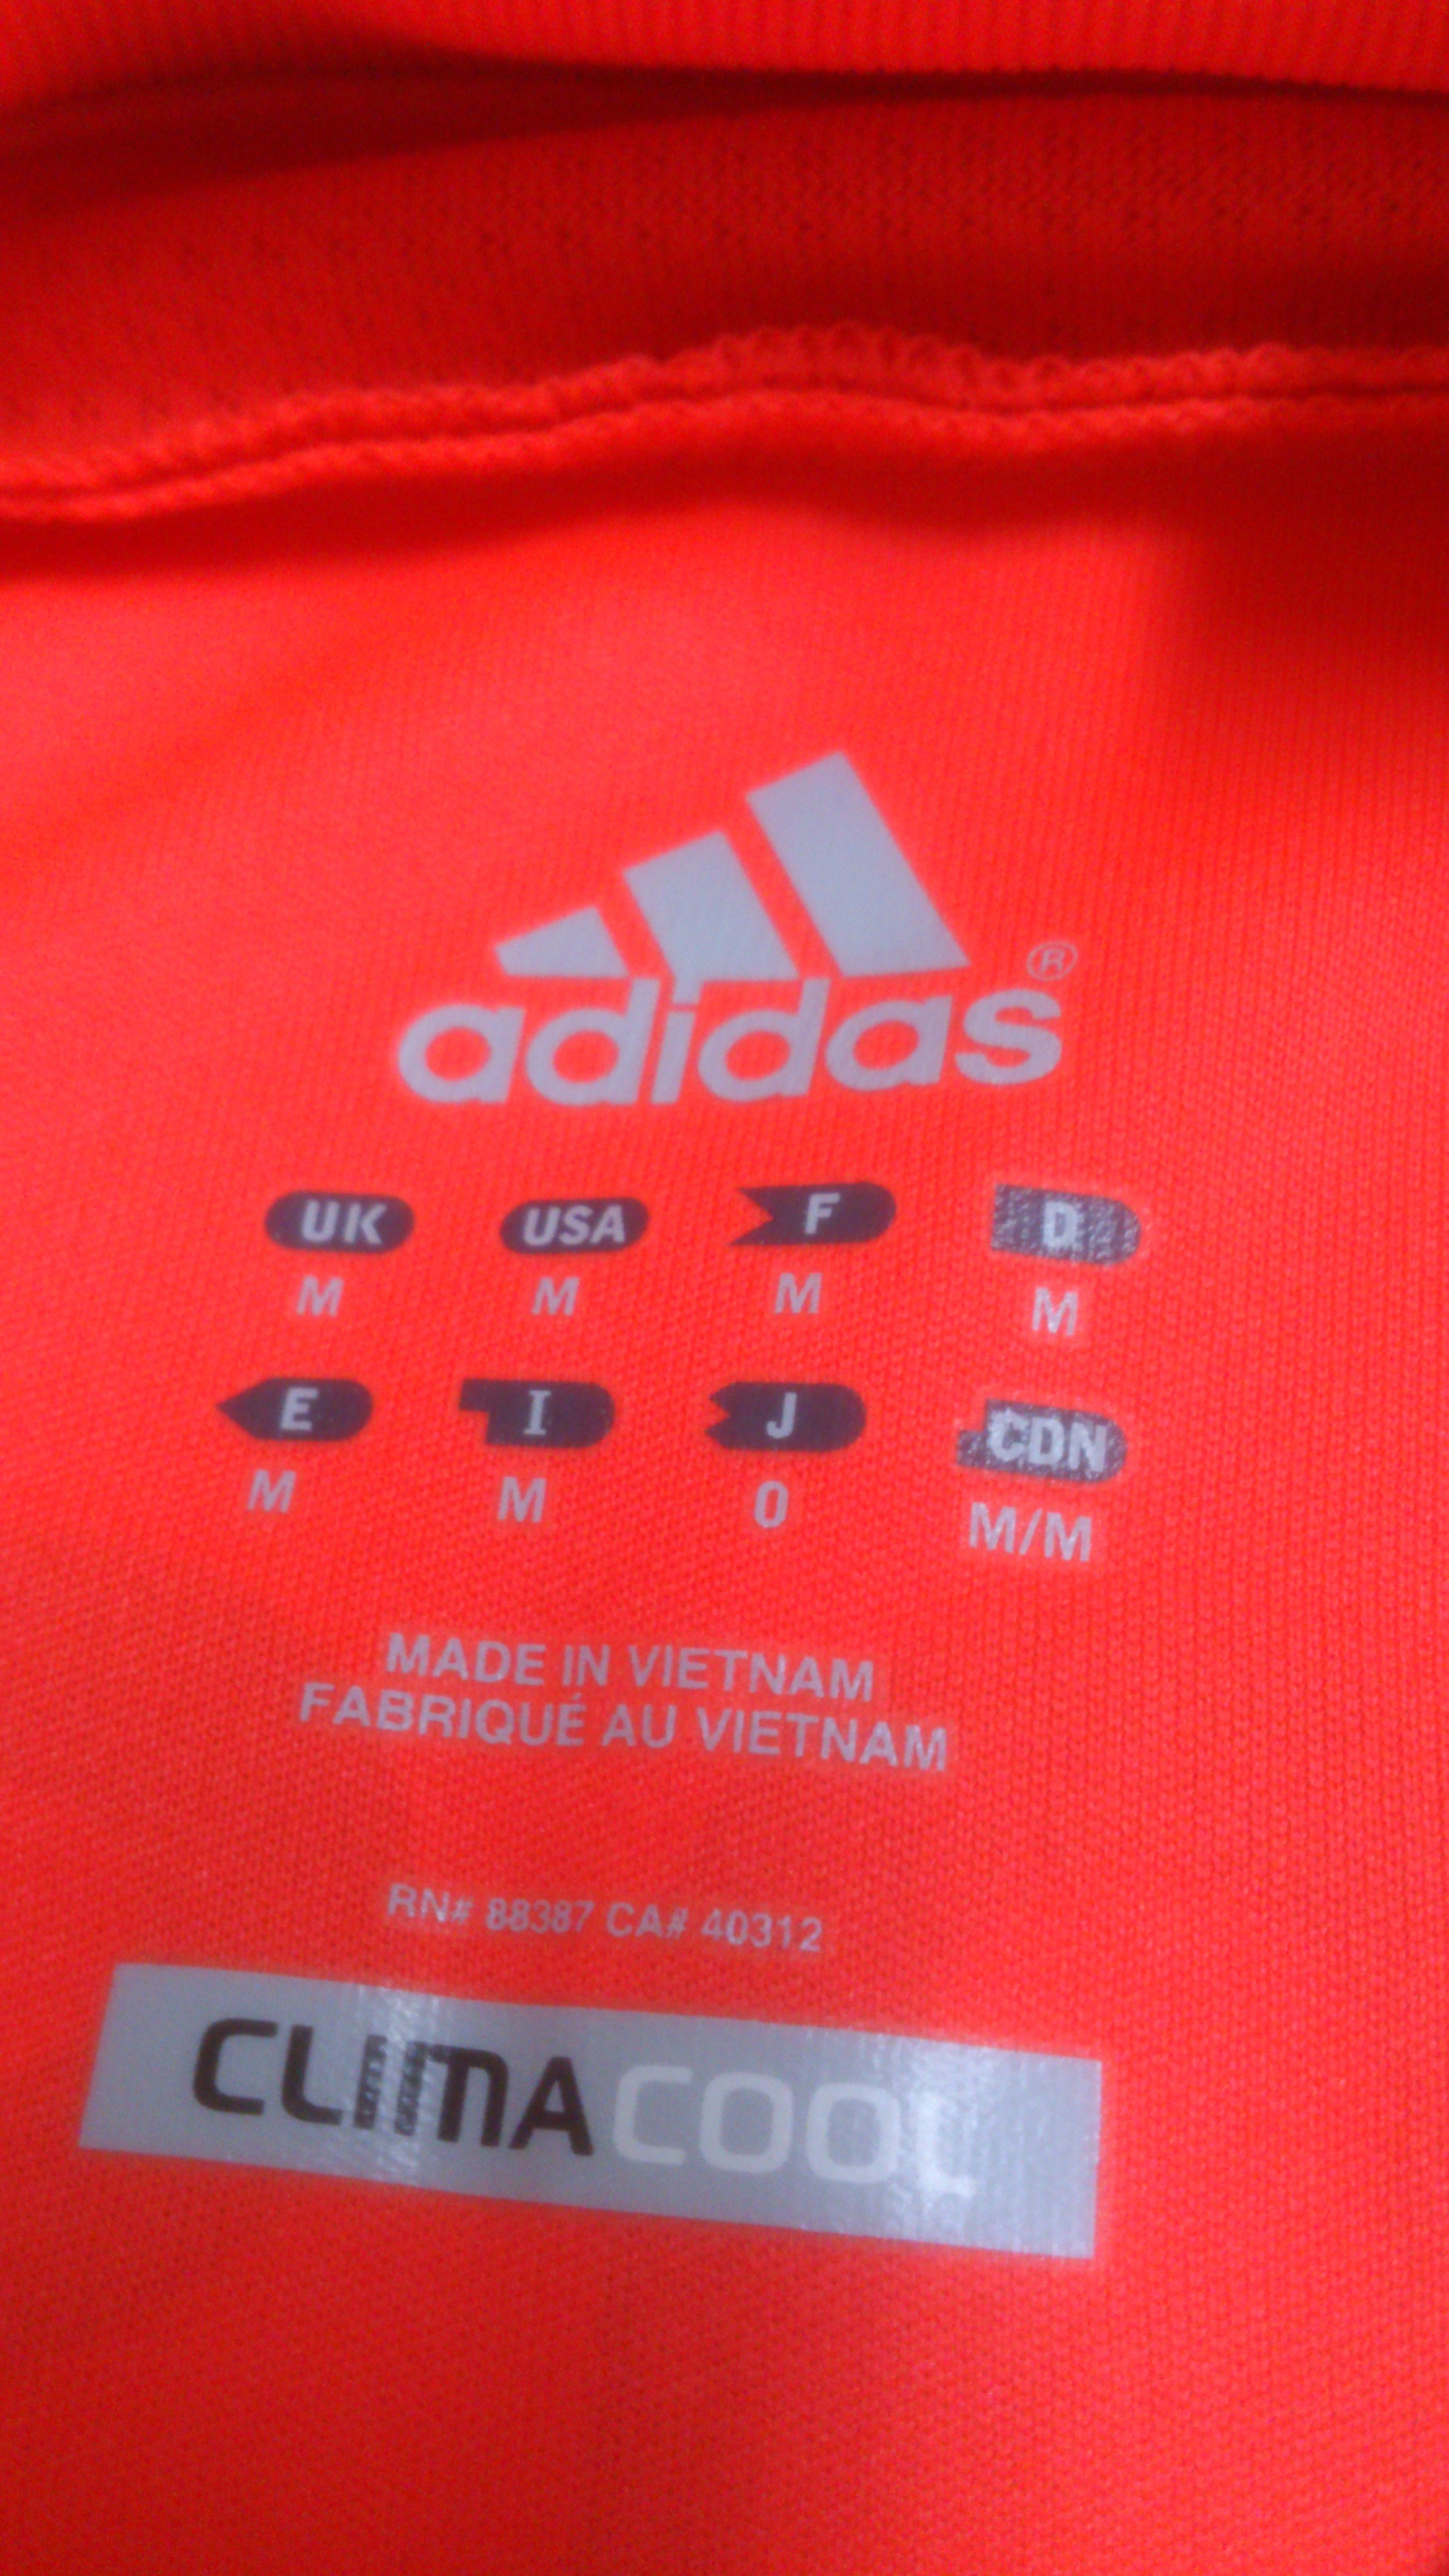 adidas®
UK USA F D
M M M M
E I J CDN
M M O M/M
MADE IN VIETNAM
FABRIQUÉ AU VIETNAM
RN# 88387 CA# 40312
CLIMACOOL